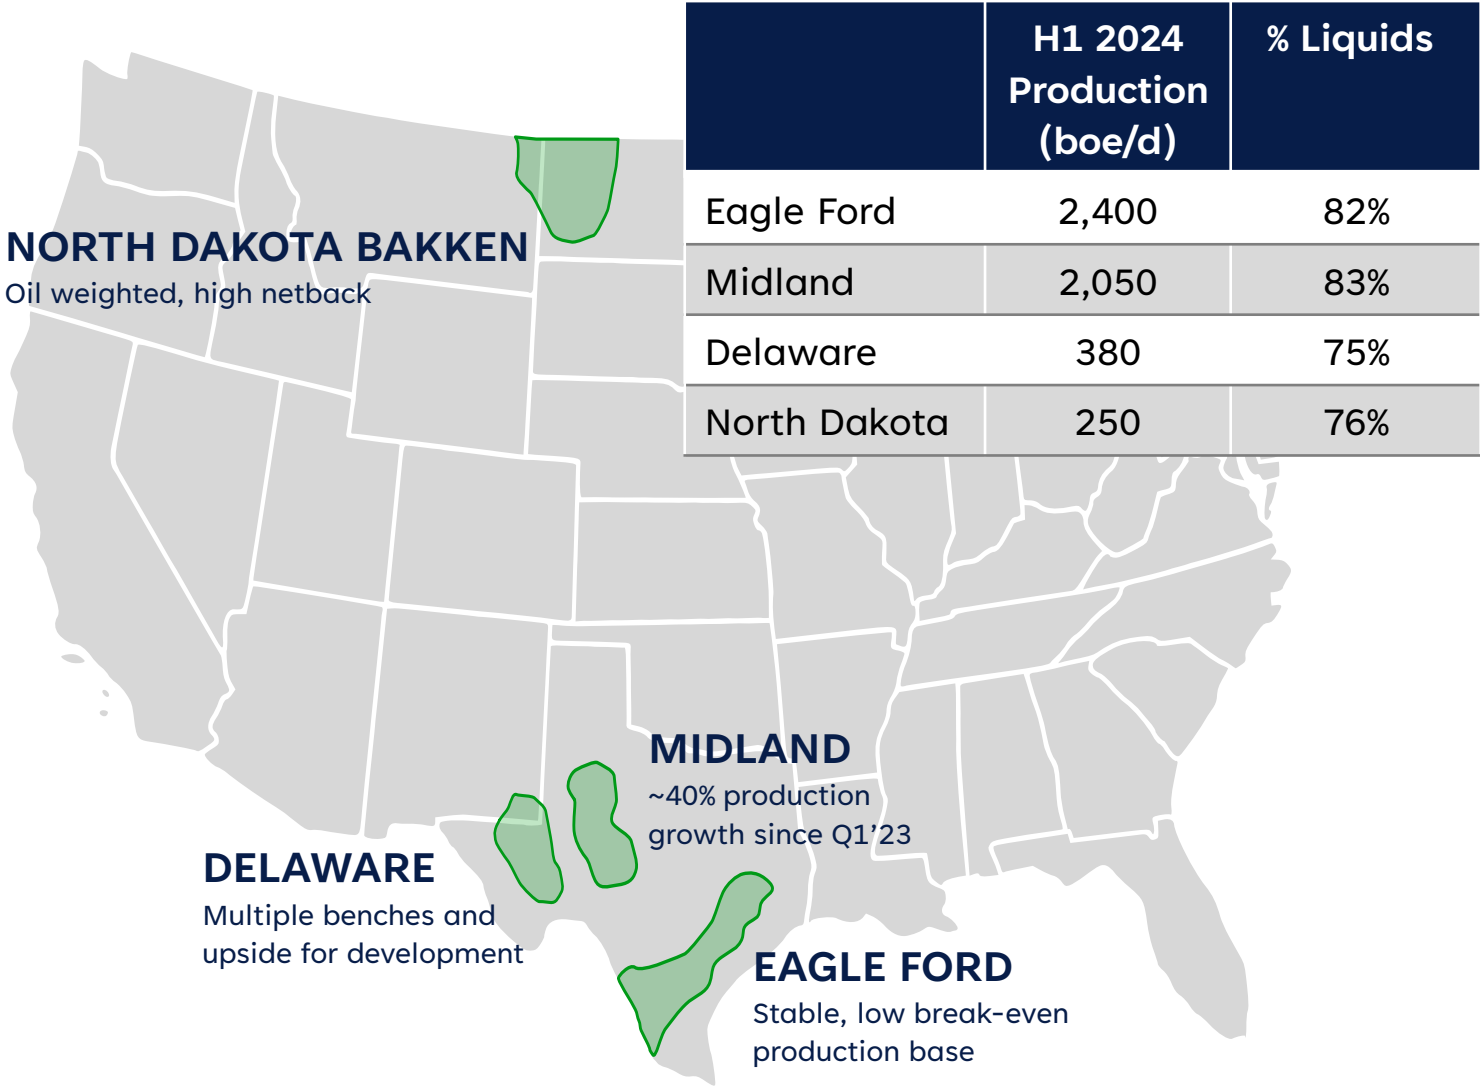 H1 2024
Production
(boe/d)
% Liquids
Eagle Ford 2,400 82%
Midland 2,050 83%
Delaware 380 75%
North Dakota 250 76%
NORTH DAKOTA BAKKEN
Oil weighted, high netback
MIDLAND
~40% production
growth since Q1’23
DELAWARE
Multiple benches and
upside for development
EAGLE FORD
Stable, low break-even
production base